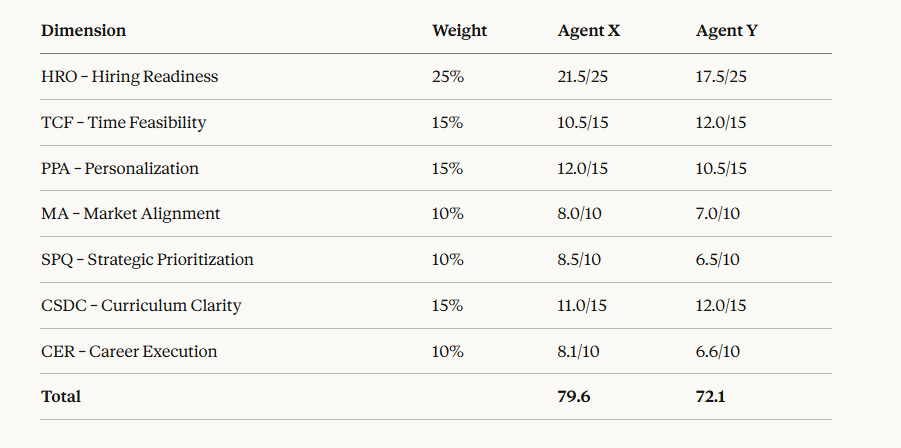 Dimension Weight Agent X Agent Y
HRO – Hiring Readiness 25% 21.5/25 17.5/25
TCF – Time Feasibility 15% 10.5/15 12.0/15
PPA – Personalization 15% 12.0/15 10.5/15
MA – Market Alignment 10% 8.0/10 7.0/10
SPQ – Strategic Prioritization 10% 8.5/10 6.5/10
CSDC – Curriculum Clarity 15% 11.0/15 12.0/15
CER – Career Execution 10% 8.1/10 6.6/10
Total 79.6 72.1